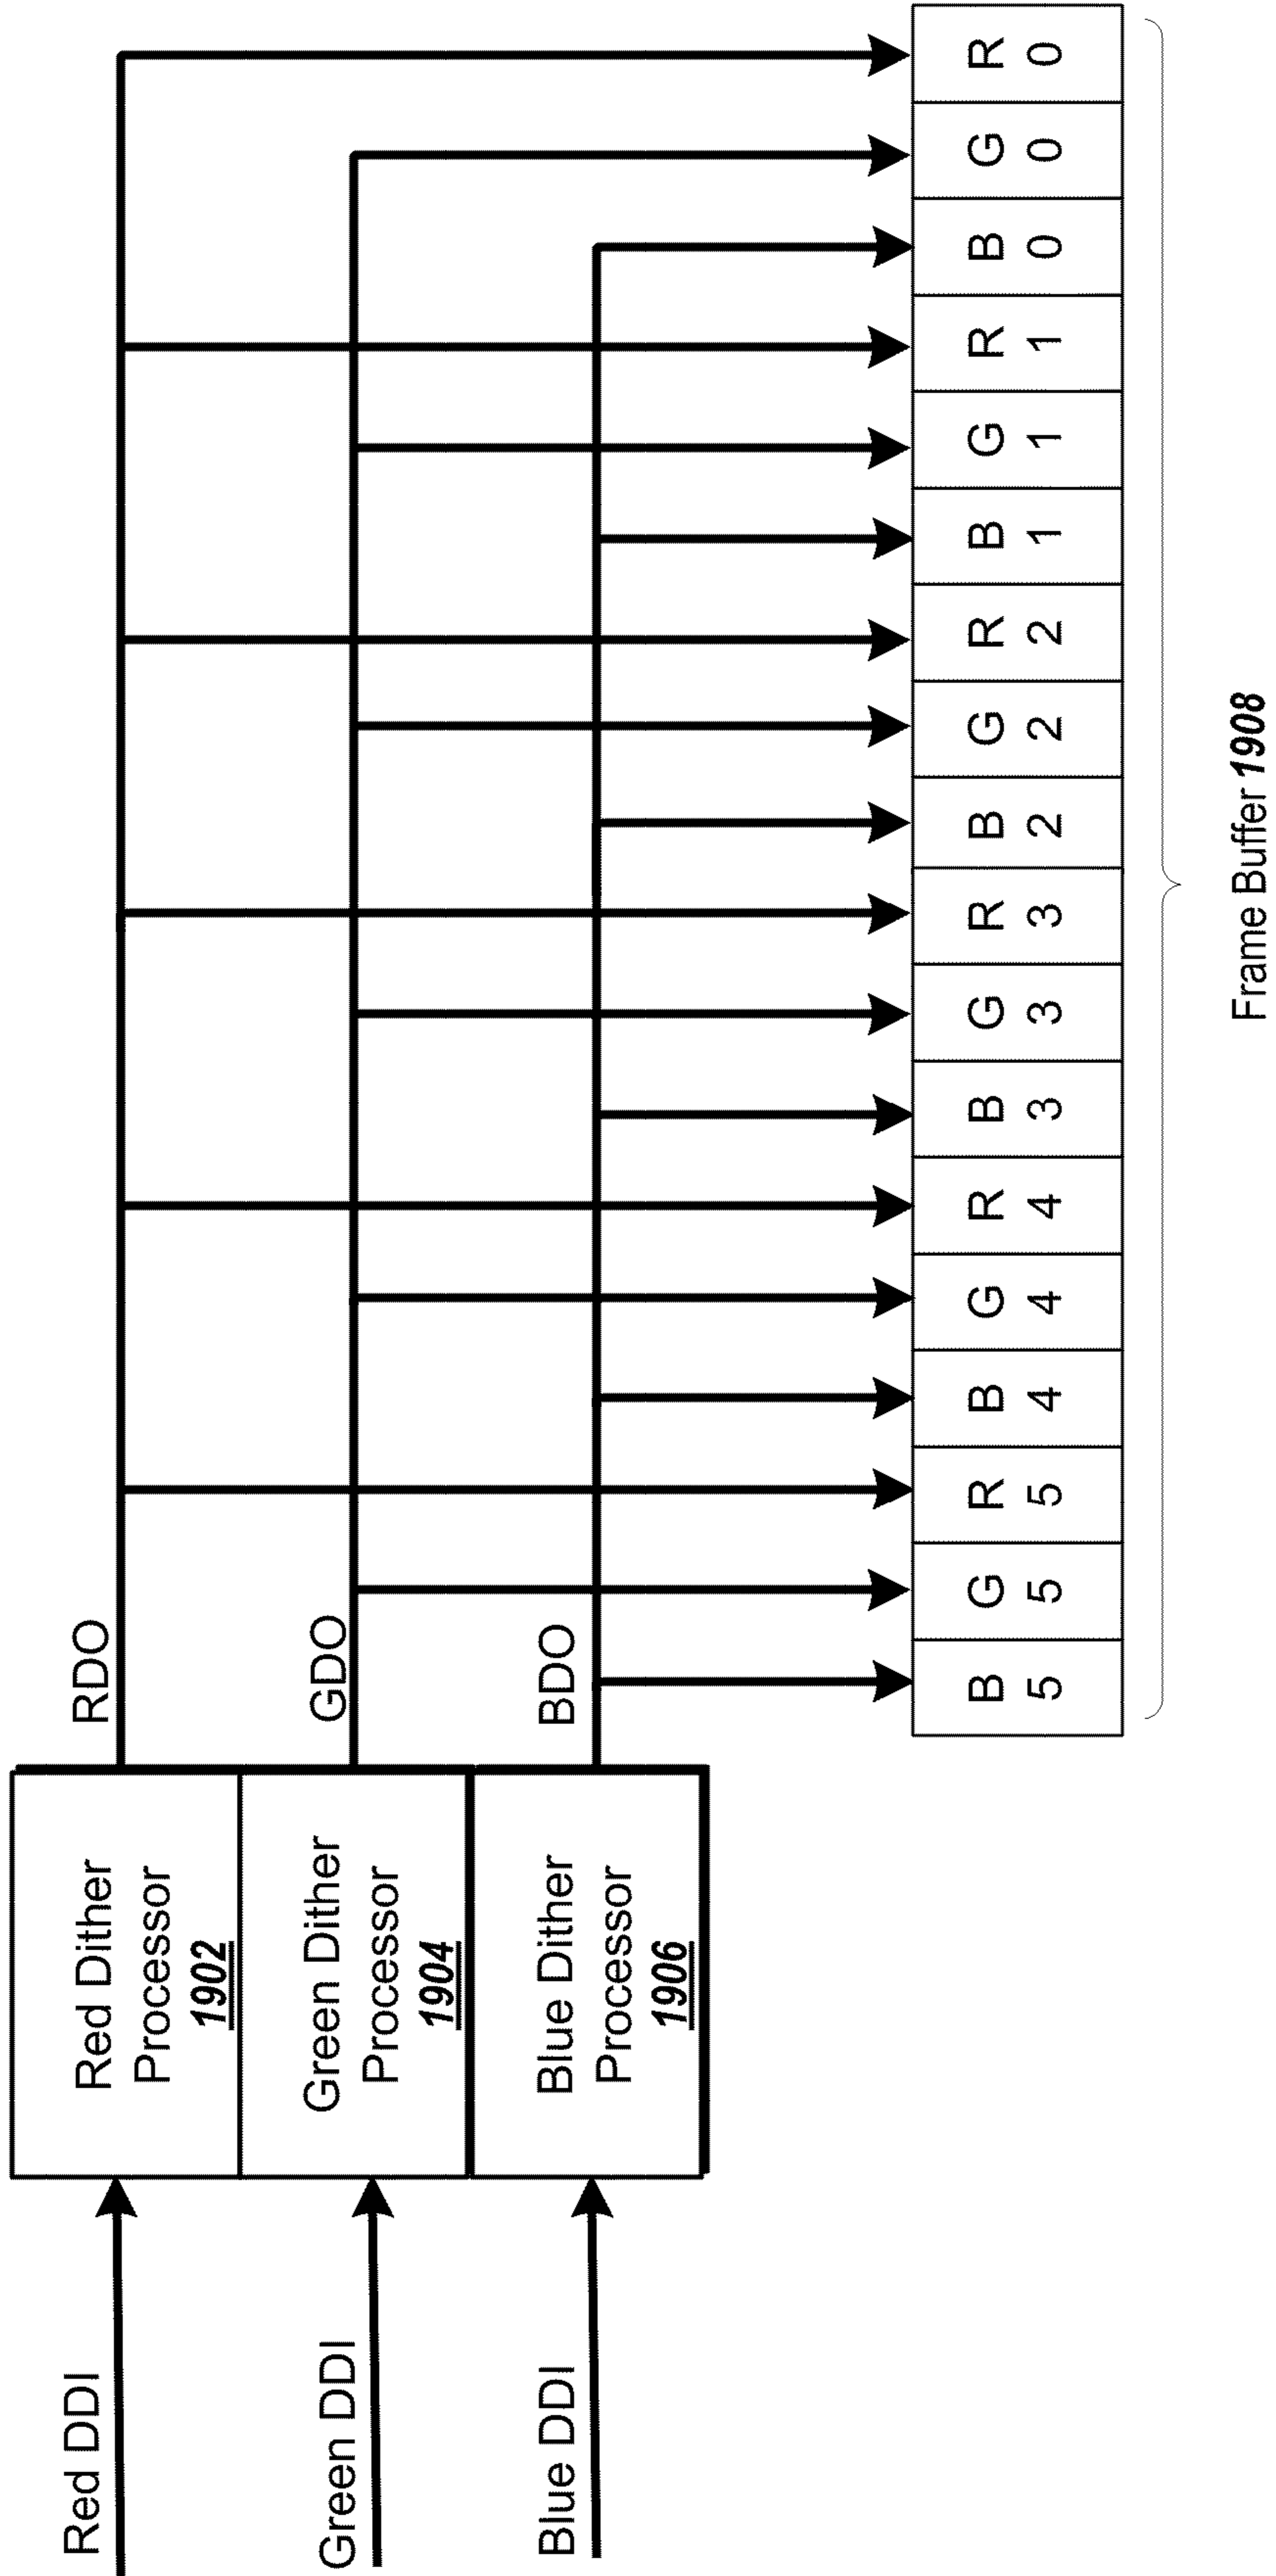 Red DDI
Green DDI
Blue DDI
Red Dither
Processor
1902
Green Dither
Processor
1904
Blue Dither
Processor
1906
RDO
GDO
BDO
B G R B G R B G R B G R B G R B G R
5 5 5 4 4 4 3 3 3 2 2 2 1 1 1 0 0 0
Frame Buffer 1908